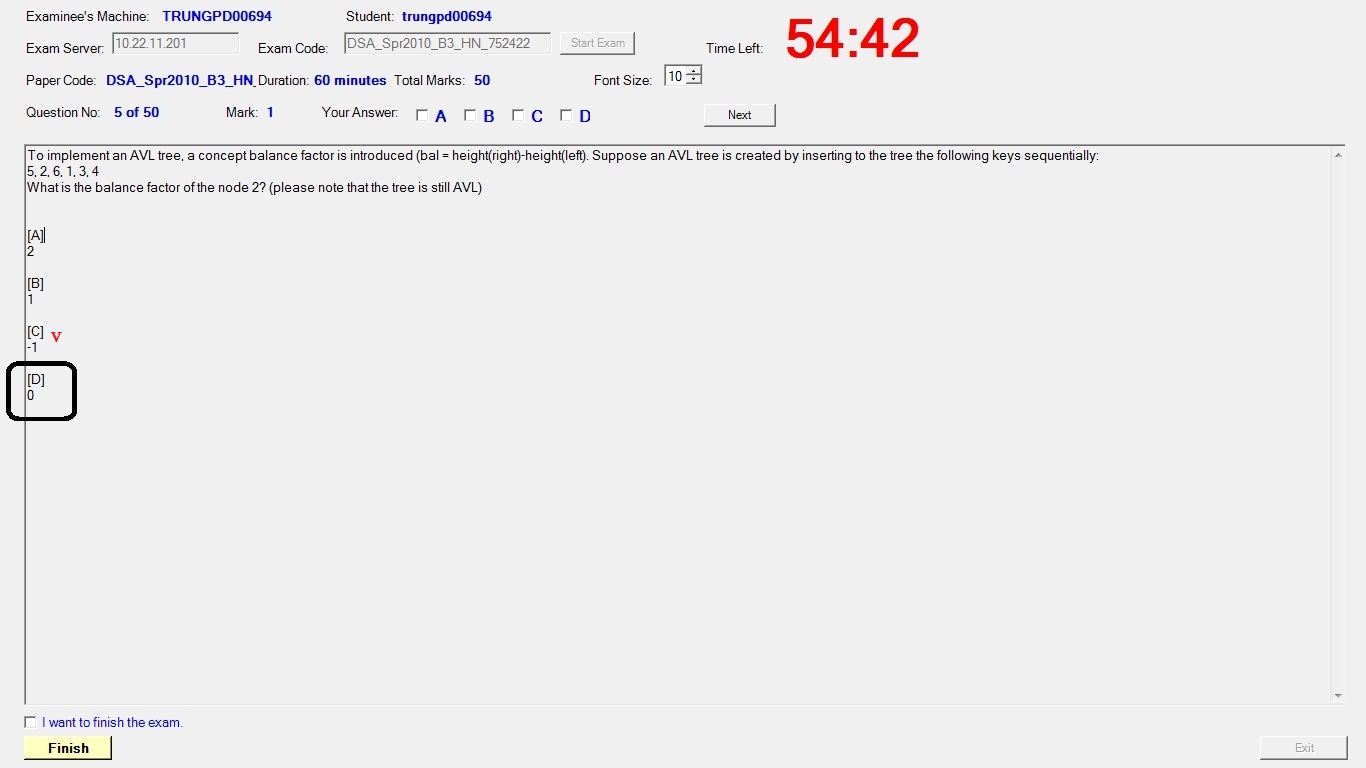 Examinee's Machine: TRUNGPD00694 Student: trungpd00694
Exam Server: 10.22.11.201 Exam Code: DSA_Spr2010_B3_HN_752422 Start Exam Time Left: 54:42
Paper Code: DSA_Spr2010_B3_HN_ Duration: 60 minutes Total Marks: 50 Font Size: 10
Question No: 5 of 50 Mark: 1 Your Answer: A B C D Next
To implement an AVL tree, a concept balance factor is introduced (bal = height(right)-height(left). Suppose an AVL tree is created by inserting to the tree the following keys sequentially:
5, 2, 6, 1, 3, 4
What is the balance factor of the node 2? (please note that the tree is still AVL)
[A]
2
[B]
1
[C] v
-1
[D]
0
I want to finish the exam.
Finish Exit